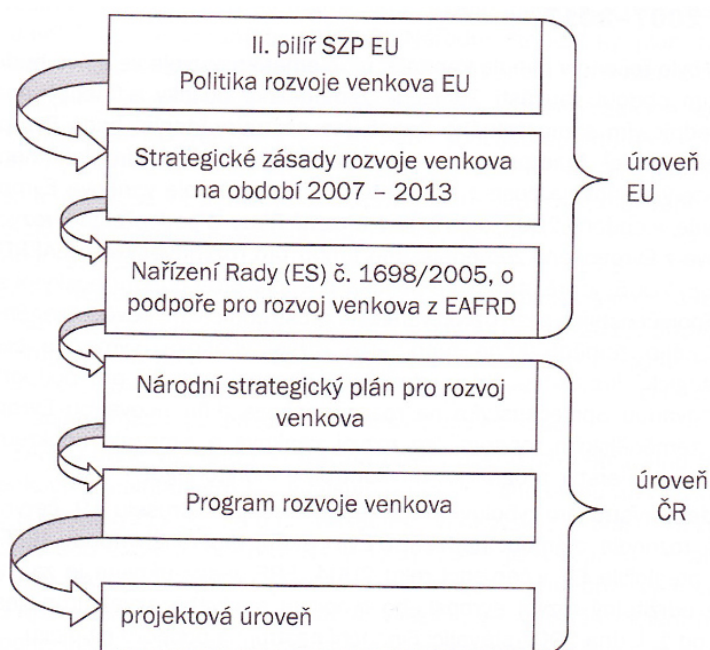 II. pilíř SZP EU
Politika rozvoje venkova EU
Strategické zásady rozvoje venkova
na období 2007 – 2013
úroveň
EU
Nařízení Rady (ES) č. 1698/2005, o
podpoře pro rozvoj venkova z EAFRD
Národní strategický plán pro rozvoj
venkova
Program rozvoje venkova
úroveň
ČR
projektová úroveň